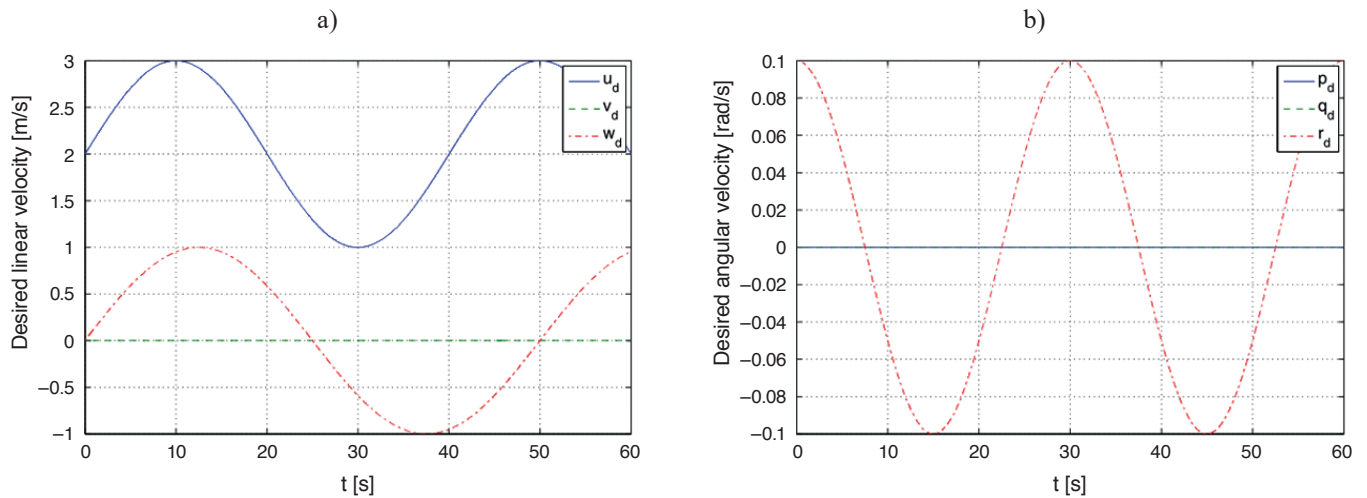 a)
Desired linear velocity [m/s]
3
2.5
2
1.5
1
0.5
0
−0.5
−1
0 10 20 30 40 50 60
t [s]
u_d
v_d
w_d
b)
Desired angular velocity [rad/s]
0.1
0.08
0.06
0.04
0.02
0
−0.02
−0.04
−0.06
−0.08
−0.1
0 10 20 30 40 50 60
t [s]
p_d
q_d
r_d